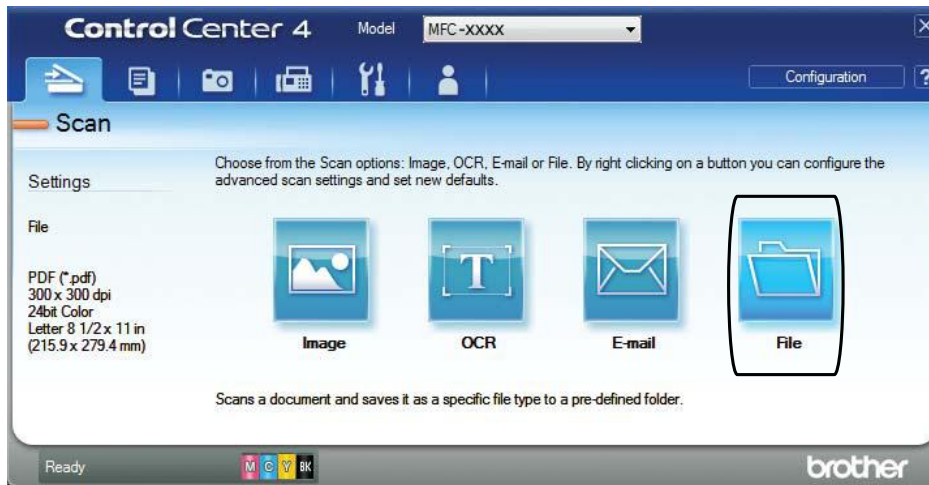 Control Center 4 Model MFC-XXXX X
Configuration ?
Scan
Choose from the Scan options: Image, OCR, E-mail or File. By right clicking on a button you can configure the
advanced scan settings and set new defaults.
Settings
File
PDF (*.pdf)
300 x 300 dpi
24bit Color
Letter 8 1/2 x 11 in
(215.9 x 279.4 mm)
T
Image OCR E-mail File
Scans a document and saves it as a specific file type to a pre-defined folder.
Ready M C Y BK brother